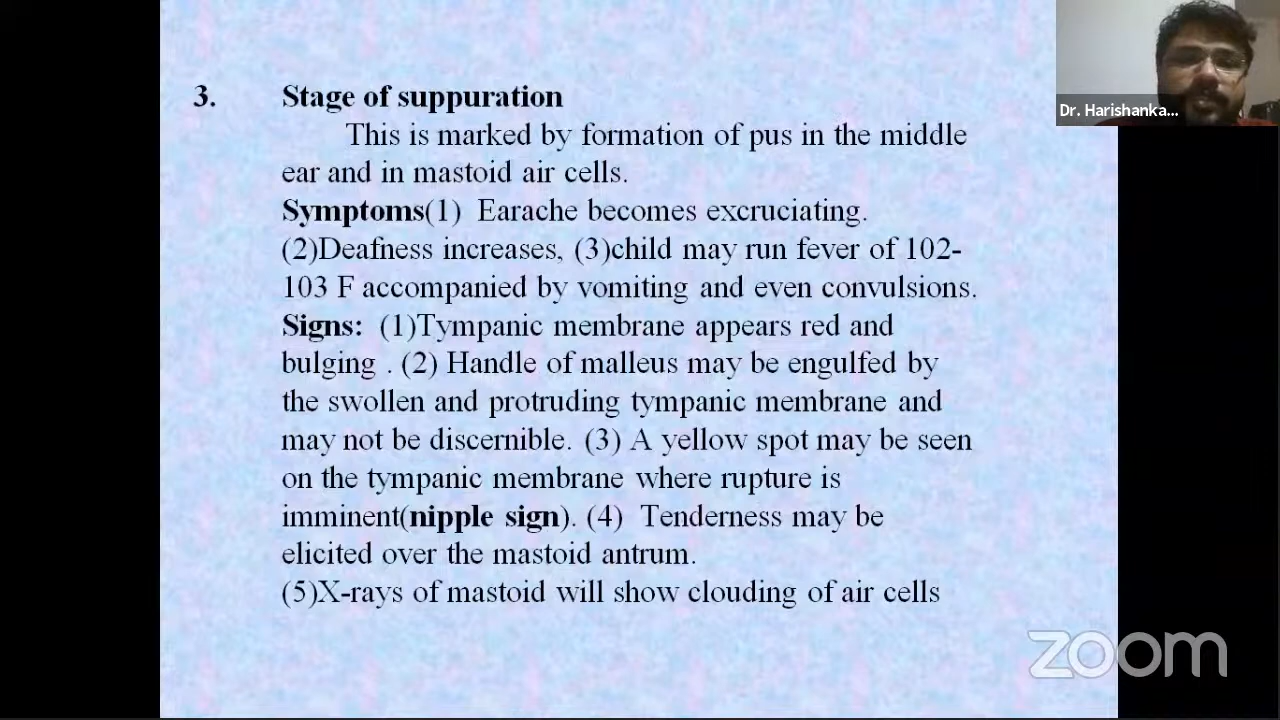 3. Stage of suppuration
This is marked by formation of pus in the middle
ear and in mastoid air cells.
Symptoms(1) Earache becomes excruciating.
(2)Deafness increases, (3)child may run fever of 102-
103 F accompanied by vomiting and even convulsions.
Signs: (1)Tympanic membrane appears red and
bulging . (2) Handle of malleus may be engulfed by
the swollen and protruding tympanic membrane and
may not be discernible. (3) A yellow spot may be seen
on the tympanic membrane where rupture is
imminent(nipple sign). (4) Tenderness may be
elicited over the mastoid antrum.
(5)X-rays of mastoid will show clouding of air cells
Dr. Harishanka...
zoom